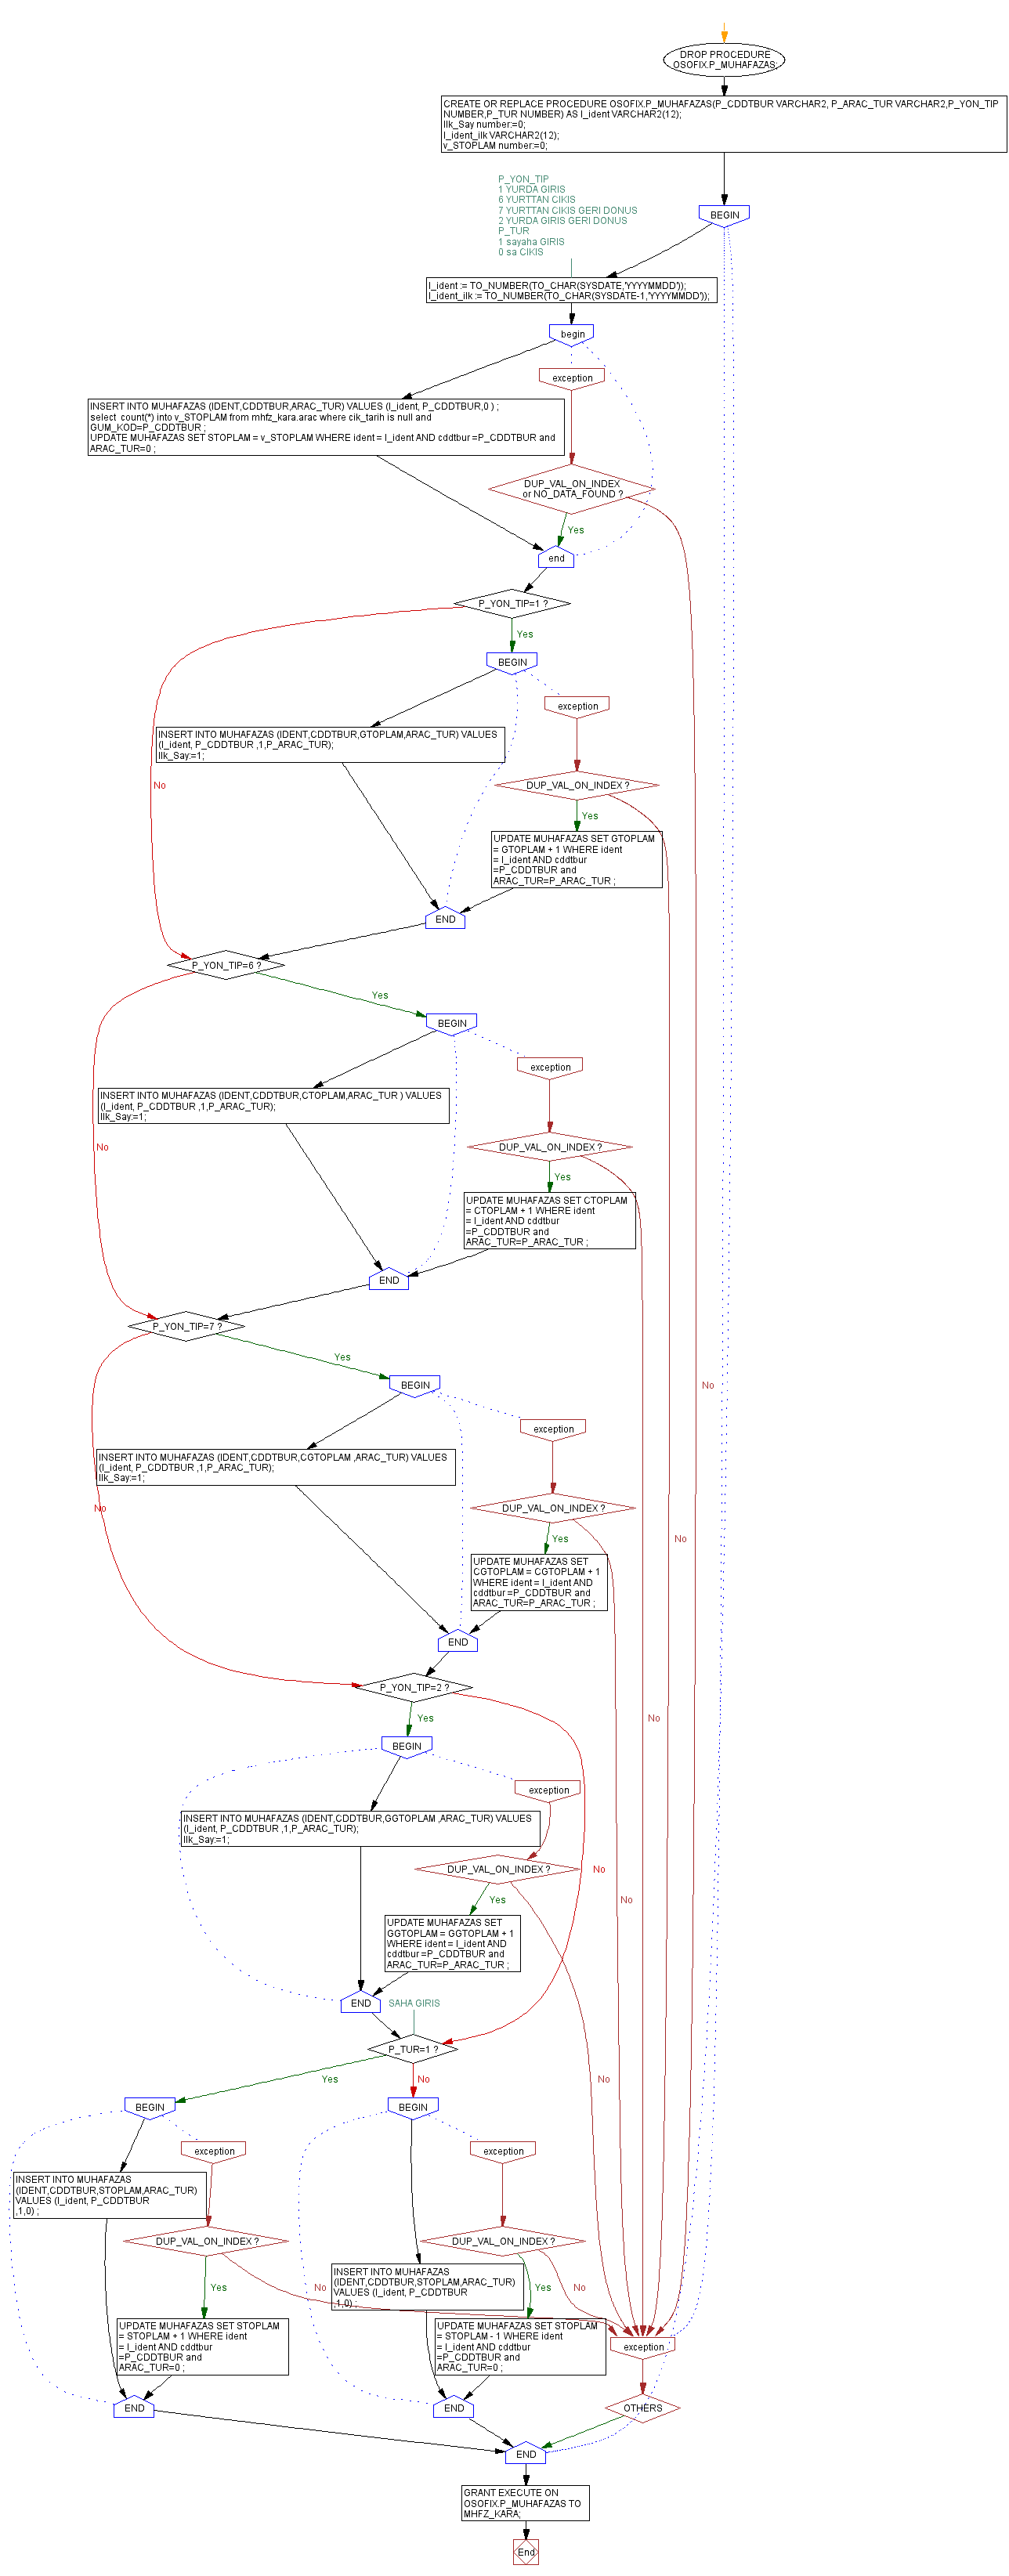 DROP PROCEDURE
OSOFIX.P_MUHAFAZAS;
CREATE OR REPLACE PROCEDURE OSOFIX.P_MUHAFAZAS(P_CDDTBUR VARCHAR2, P_ARAC_TUR VARCHAR2,P_YON_TIP
NUMBER,P_TUR NUMBER) AS l_ident VARCHAR2(12);
Ilk_Say number:=0;
l_ident_ilk VARCHAR2(12);
v_STOPLAM number:=0;
P_YON_TIP
1 YURDA GIRIS
6 YURTTAN CIKIS
7 YURTTAN CIKIS GERI DONUS
2 YURDA GIRIS GERI DONUS
P_TUR
1 sayaha GIRIS
0 sa CIKIS
BEGIN
l_ident := TO_NUMBER(TO_CHAR(SYSDATE,'YYYYMMDD'));
l_ident_ilk := TO_NUMBER(TO_CHAR(SYSDATE-1,'YYYYMMDD'));
begin
exception
INSERT INTO MUHAFAZAS (IDENT,CDDTBUR,ARAC_TUR) VALUES (l_ident, P_CDDTBUR,0 ) ;
select count(*) into v_STOPLAM from mhfz_kara.arac where cik_tarih is null and
GUM_KOD=P_CDDTBUR ;
UPDATE MUHAFAZAS SET STOPLAM = v_STOPLAM WHERE ident = l_ident AND cddtbur =P_CDDTBUR and
ARAC_TUR=0 ;
DUP_VAL_ON_INDEX
or NO_DATA_FOUND ?
Yes
end
P_YON_TIP=1 ?
Yes
BEGIN
exception
INSERT INTO MUHAFAZAS (IDENT,CDDTBUR,GTOPLAM,ARAC_TUR) VALUES
(l_ident, P_CDDTBUR ,1,P_ARAC_TUR);
Ilk_Say:=1;
No
DUP_VAL_ON_INDEX ?
Yes
UPDATE MUHAFAZAS SET GTOPLAM
= GTOPLAM + 1 WHERE ident
= l_ident AND cddtbur
=P_CDDTBUR and
ARAC_TUR=P_ARAC_TUR ;
END
P_YON_TIP=6 ?
Yes
BEGIN
exception
INSERT INTO MUHAFAZAS (IDENT,CDDTBUR,CTOPLAM,ARAC_TUR ) VALUES
(l_ident, P_CDDTBUR ,1,P_ARAC_TUR);
Ilk_Say:=1;
No
DUP_VAL_ON_INDEX ?
Yes
UPDATE MUHAFAZAS SET CTOPLAM
= CTOPLAM + 1 WHERE ident
= l_ident AND cddtbur
=P_CDDTBUR and
ARAC_TUR=P_ARAC_TUR ;
END
P_YON_TIP=7 ?
Yes
BEGIN
No
exception
INSERT INTO MUHAFAZAS (IDENT,CDDTBUR,CGTOPLAM ,ARAC_TUR) VALUES
(l_ident, P_CDDTBUR ,1,P_ARAC_TUR);
Ilk_Say:=1;
No
DUP_VAL_ON_INDEX ?
Yes
No
UPDATE MUHAFAZAS SET
CGTOPLAM = CGTOPLAM + 1
WHERE ident = l_ident AND
cddtbur =P_CDDTBUR and
ARAC_TUR=P_ARAC_TUR ;
END
P_YON_TIP=2 ?
Yes
No
BEGIN
exception
INSERT INTO MUHAFAZAS (IDENT,CDDTBUR,GGTOPLAM ,ARAC_TUR) VALUES
(l_ident, P_CDDTBUR ,1,P_ARAC_TUR);
Ilk_Say:=1;
DUP_VAL_ON_INDEX ?
No
Yes
No
UPDATE MUHAFAZAS SET
GGTOPLAM = GGTOPLAM + 1
WHERE ident = l_ident AND
cddtbur =P_CDDTBUR and
ARAC_TUR=P_ARAC_TUR ;
END
SAHA GIRIS
P_TUR=1 ?
Yes
No
No
BEGIN
BEGIN
exception
exception
INSERT INTO MUHAFAZAS
(IDENT,CDDTBUR,STOPLAM,ARAC_TUR)
VALUES (l_ident, P_CDDTBUR
,1,0) ;
DUP_VAL_ON_INDEX ?
DUP_VAL_ON_INDEX ?
INSERT INTO MUHAFAZAS
(IDENT,CDDTBUR,STOPLAM,ARAC_TUR)
VALUES (l_ident, P_CDDTBUR
,1,0) ;
Yes
No
Yes
No
UPDATE MUHAFAZAS SET STOPLAM
= STOPLAM + 1 WHERE ident
= l_ident AND cddtbur
=P_CDDTBUR and
ARAC_TUR=0 ;
UPDATE MUHAFAZAS SET STOPLAM
= STOPLAM - 1 WHERE ident
= l_ident AND cddtbur
=P_CDDTBUR and
ARAC_TUR=0 ;
exception
END
END
OTHERS
END
GRANT EXECUTE ON
OSOFIX.P_MUHAFAZAS TO
MHFZ_KARA;
End